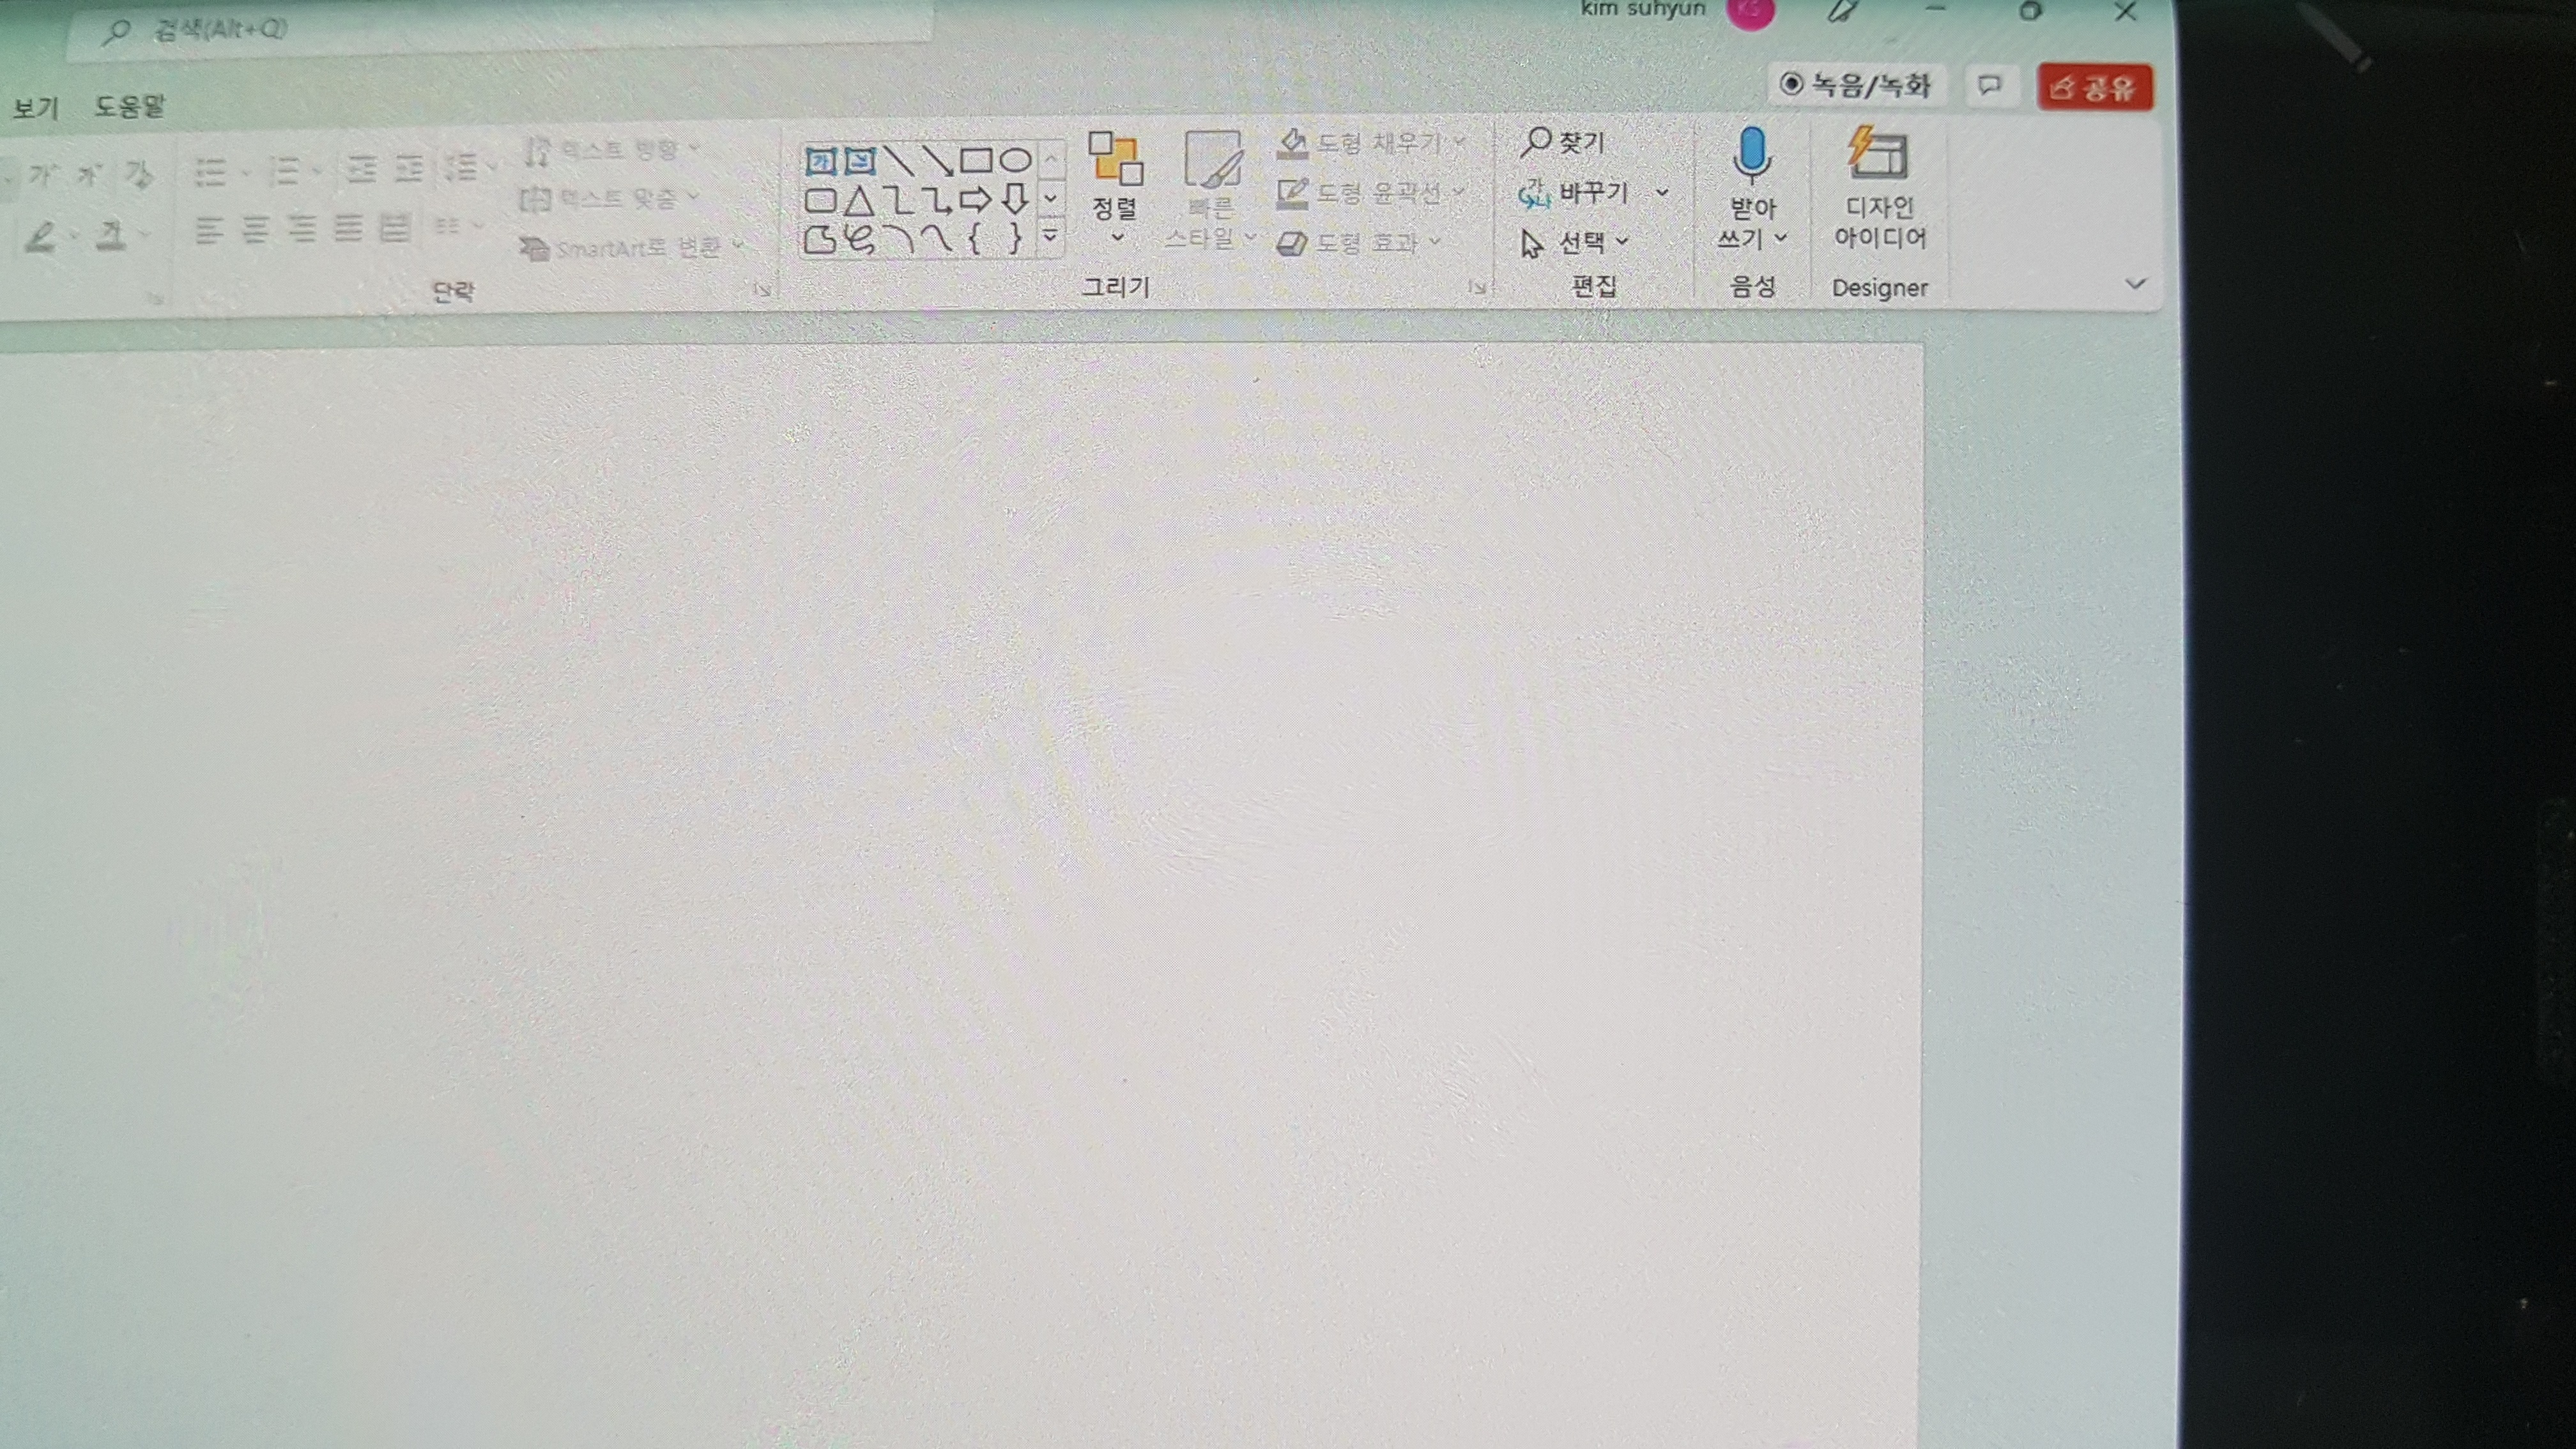 검색(Alt+Q)
kim suhyun
KS
보기 도움말
녹음/녹화
공유
텍스트 방향
텍스트 맞춤
SmartArt로 변환
단락
정렬
빠른
스타일
도형 채우기
도형 윤곽선
도형 효과
그리기
찾기
바꾸기
선택
편집
받아
쓰기
음성
디자인
아이디어
Designer